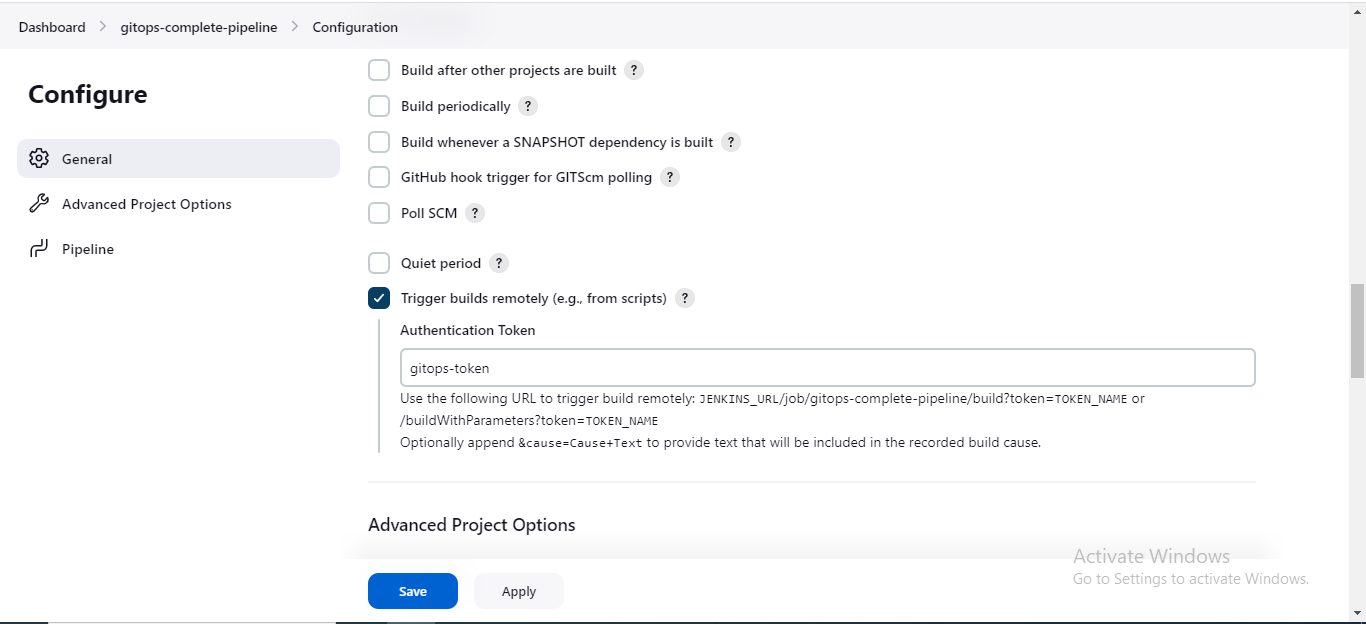 Dashboard > gitops-complete-pipeline > Configuration
Configure
General
Advanced Project Options
Pipeline
Build after other projects are built ?
Build periodically ?
Build whenever a SNAPSHOT dependency is built ?
GitHub hook trigger for GITScm polling ?
Poll SCM ?
Quiet period ?
Trigger builds remotely (e.g., from scripts) ?
Authentication Token
gitops-token
Use the following URL to trigger build remotely: JENKINS_URL/job/gitops-complete-pipeline/build?token=TOKEN_NAME or
/buildWithParameters?token=TOKEN_NAME
Optionally append &cause=Cause+Text to provide text that will be included in the recorded build cause.
Advanced Project Options
Activate Windows
Go to Settings to activate Windows.
Save Apply